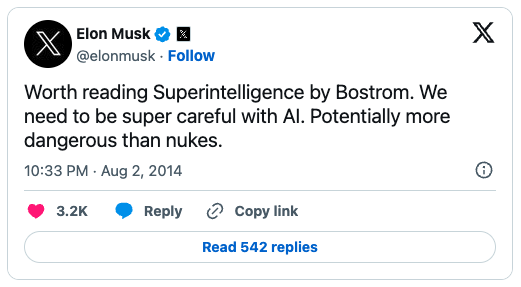 Elon Musk
@elonmusk · Follow
Worth reading Superintelligence by Bostrom. We
need to be super careful with AI. Potentially more
dangerous than nukes.
10:33 PM · Aug 2, 2014
3.2K Reply Copy link
Read 542 replies